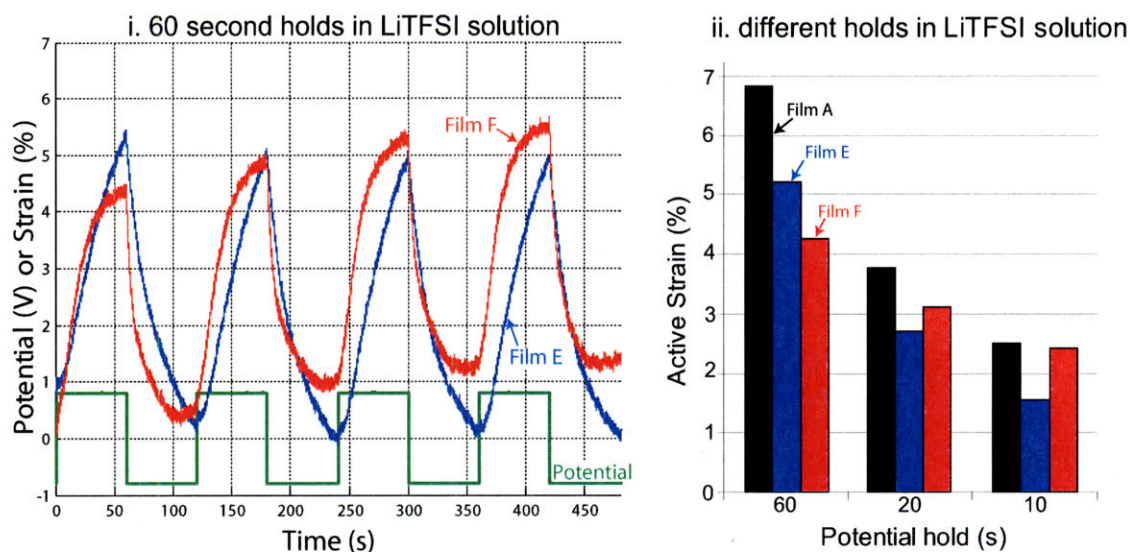 i. 60 second holds in LiTFSI solution
Potential (V) or Strain (%)
7
6
5
4
3
2
1
0
-1
Film F
Film E
Potential
0
50
100
150
200
250
300
350
400
450
Time (s)
ii. different holds in LiTFSI solution
Active Strain (%)
7
6
5
4
3
2
1
0
Film A
Film E
Film F
60
20
10
Potential hold (s)